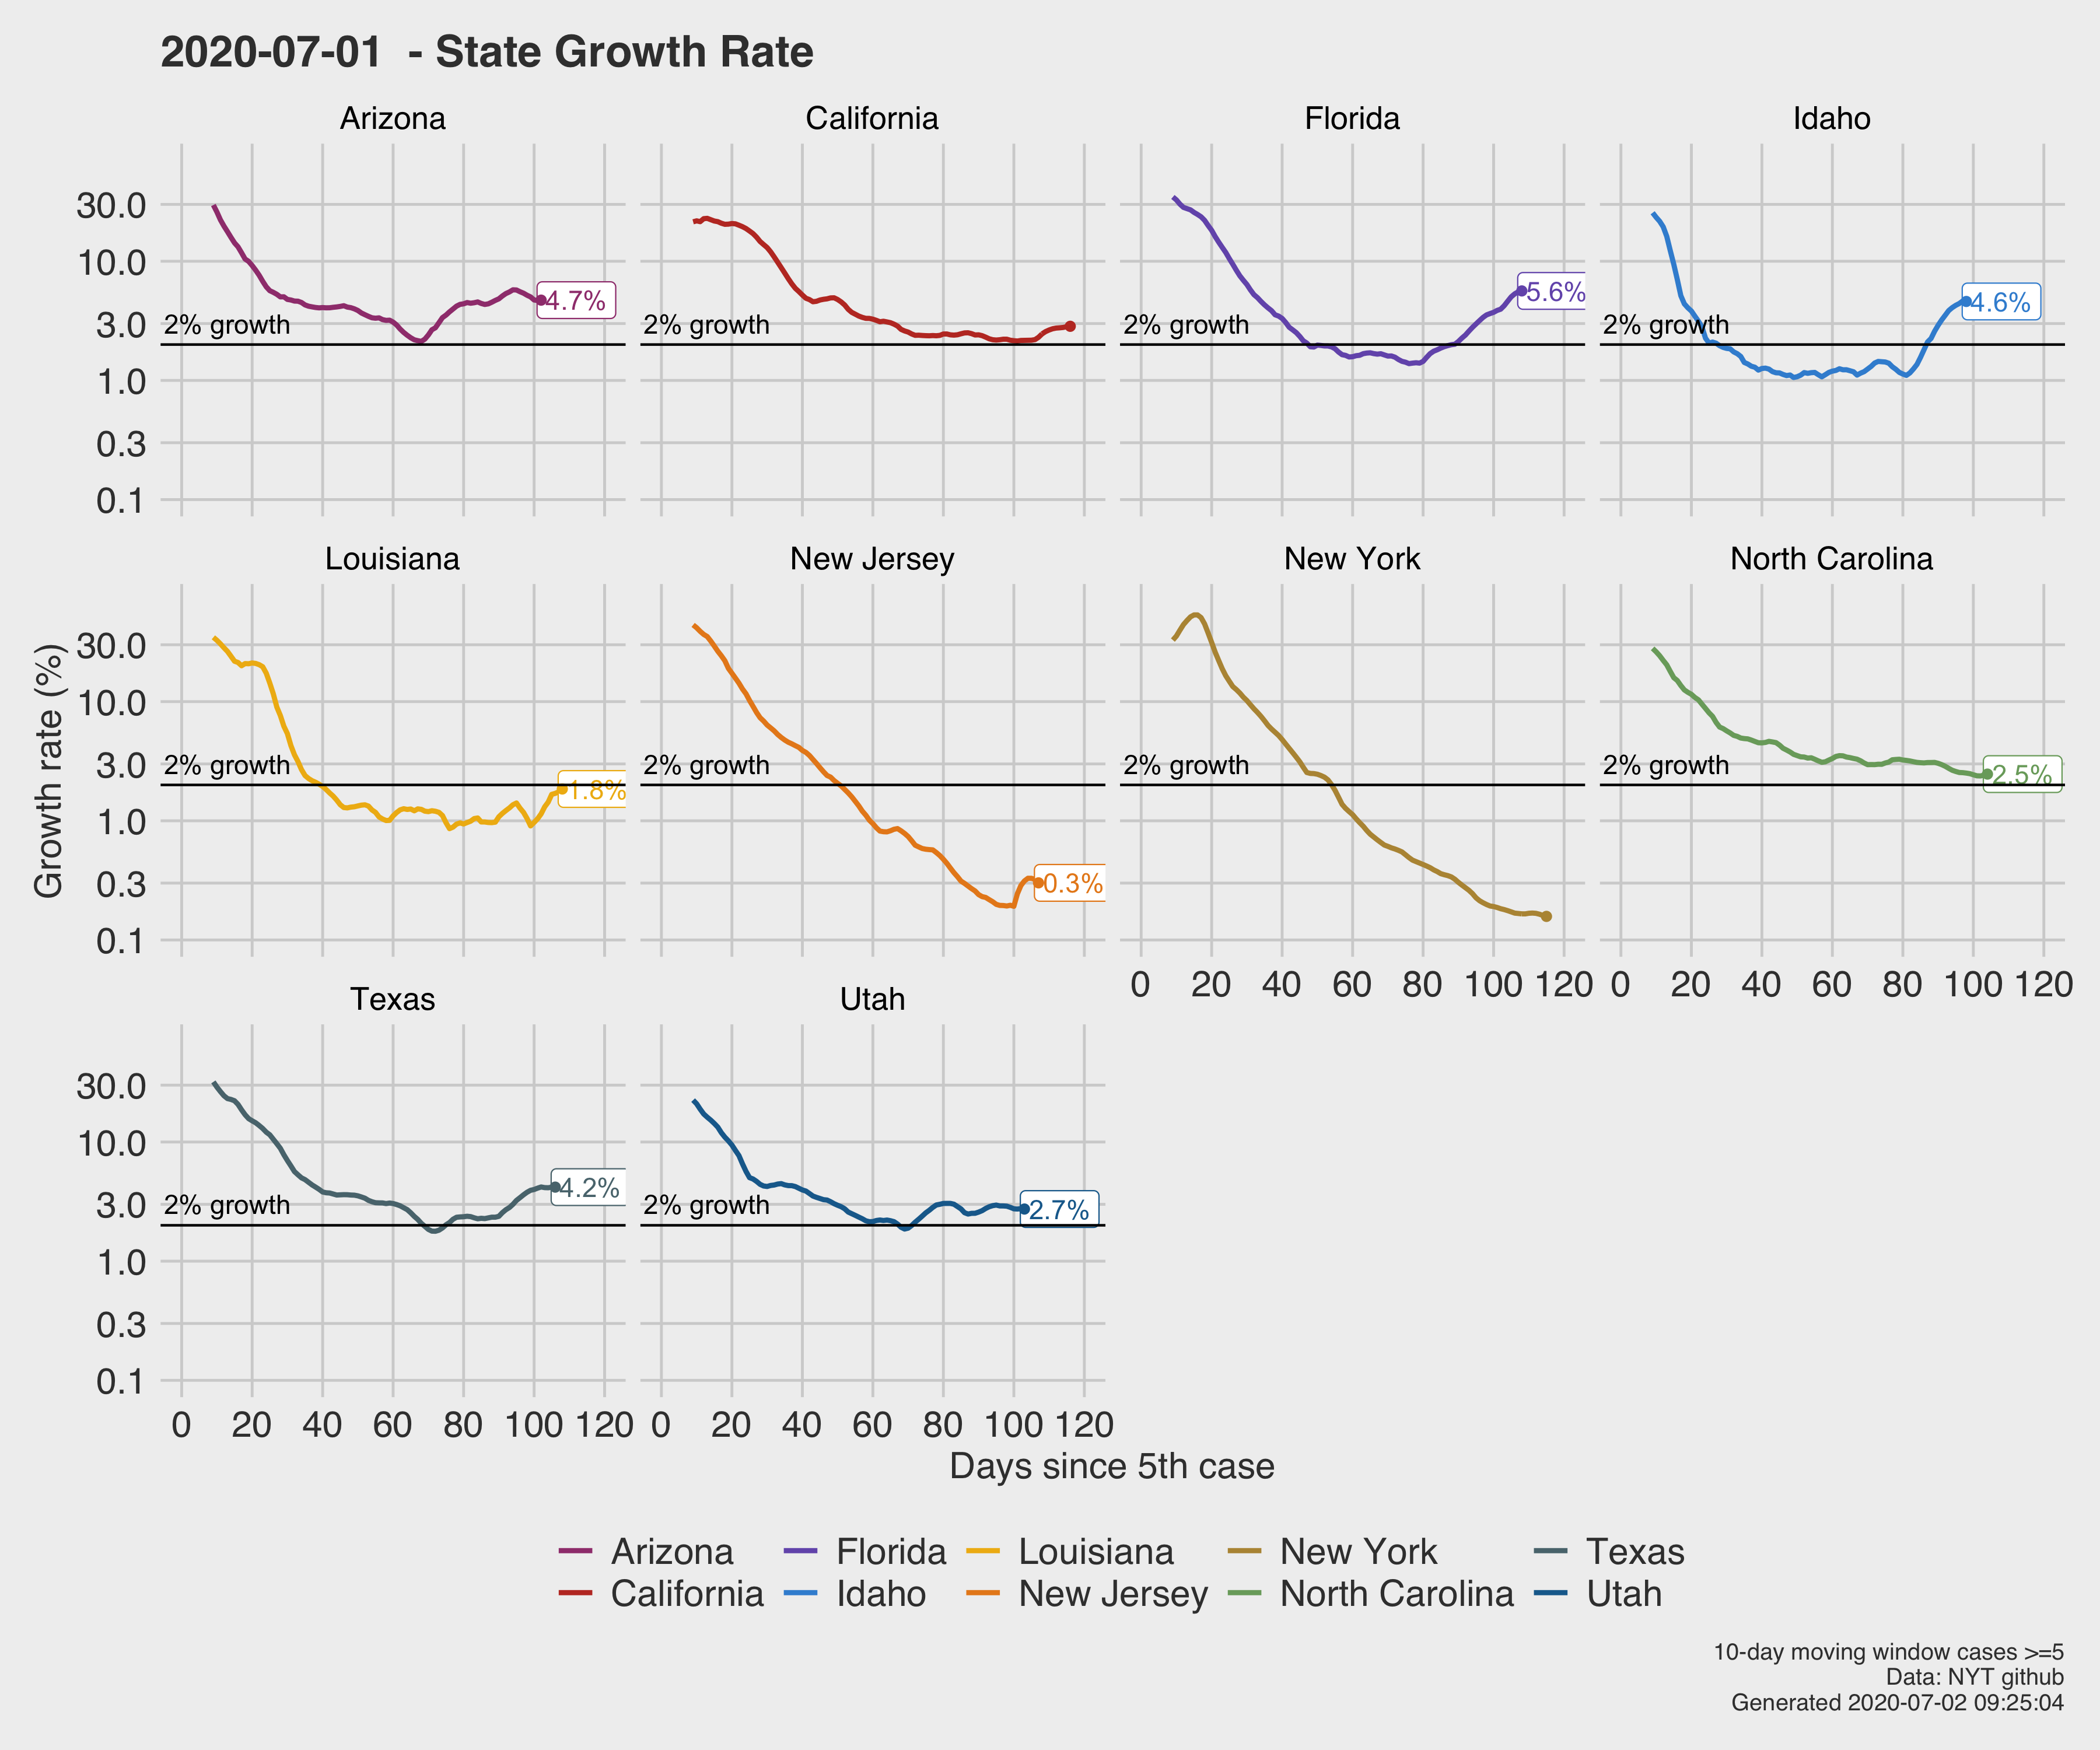 2020-07-01  - State Growth Rate
Arizona
California
Florida
Idaho
30.0
10.0
3.0
1.0
0.3
0.1
2% growth
4.7%
2% growth
2% growth
5.6%
2% growth
4.6%
Louisiana
New Jersey
New York
North Carolina
Growth rate (%)
30.0
10.0
3.0
1.0
0.3
0.1
2% growth
1.8%
2% growth
0.3%
2% growth
2% growth
2.5%
0 20 40 60 80 100 120
0 20 40 60 80 100 120
Texas
Utah
30.0
10.0
3.0
1.0
0.3
0.1
2% growth
4.2%
2% growth
2.7%
0 20 40 60 80 100 120
0 20 40 60 80 100 120
Days since 5th case
Arizona Florida Louisiana New York Texas
California Idaho New Jersey North Carolina Utah
10-day moving window cases >=5
Data: NYT github
Generated 2020-07-02 09:25:04